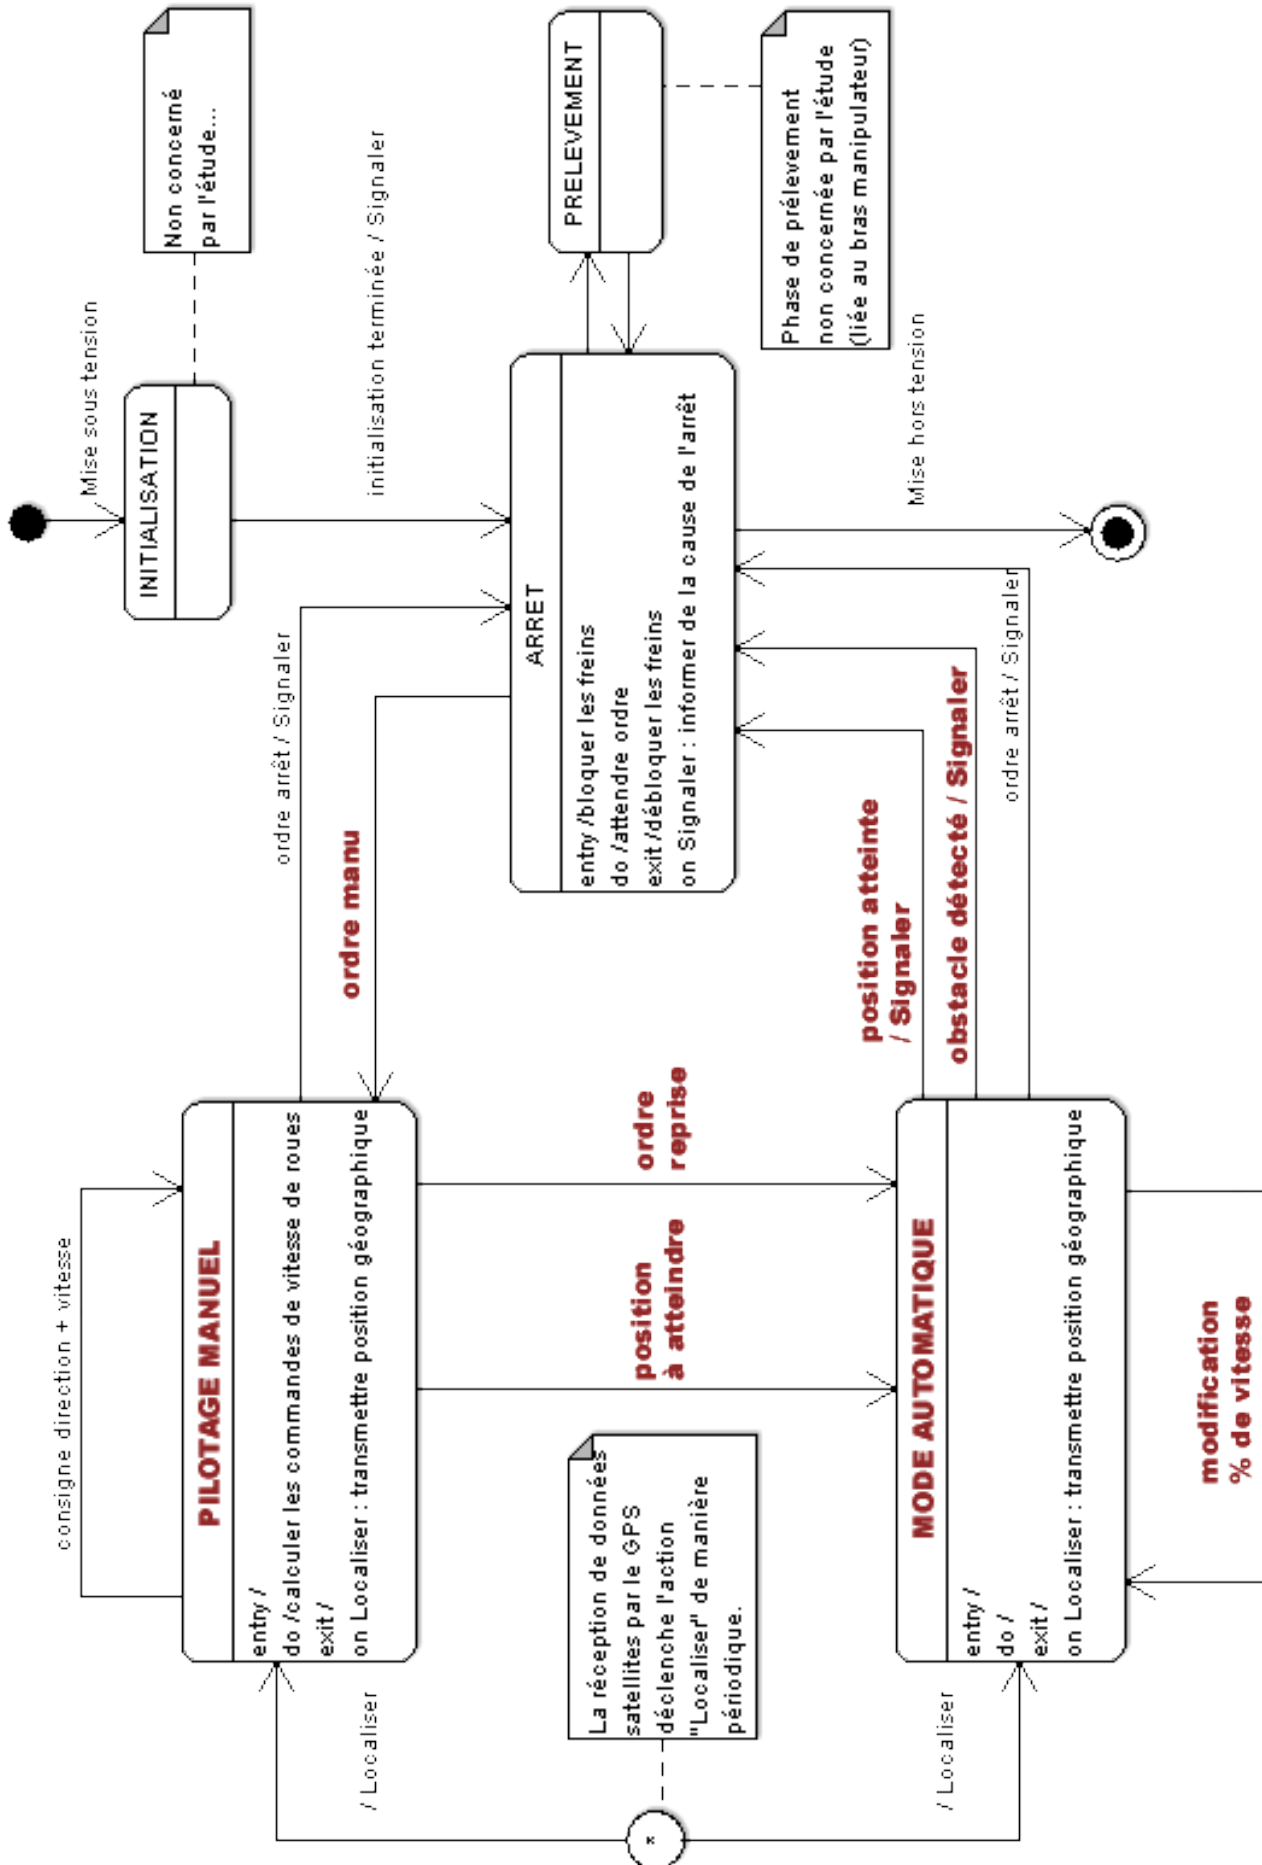 Mise sous tension
INITIALISATION
Non concerné
par l'étude...
initialisation terminée / Signaler
PRELEVEMENT
Phase de prélevement
non concernée par l'étude
(liée au bras manipulateur)
ARRET
entry /bloquer les freins
do /attendre ordre
exit /débloquer les freins
on Signaler : informer de la cause de l'arrêt
Mise hors tension
ordre arrêt / Signaler
ordre manu
position atteinte
/ Signaler
obstacle détecté / Signaler
ordre arrêt / Signaler
consigne direction + vitesse
PILOTAGE MANUEL
entry /
do /calculer les commandes de vitesse de roues
exit /
on Localiser : transmettre position géographique
ordre
reprise
position
à atteindre
/ Localiser
La réception de données
satellites par le GPS
déclenche l'action
"Localiser" de manière
périodique.
*
/ Localiser
MODE AUTOMATIQUE
entry /
do /
exit /
on Localiser : transmettre position géographique
modification
% de vitesse